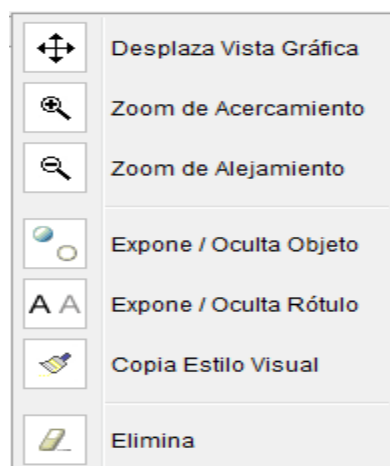 Desplaza Vista Gráfica
Zoom de Acercamiento
Zoom de Alejamiento
Expone / Oculta Objeto
A A Expone / Oculta Rótulo
Copia Estilo Visual
Elimina